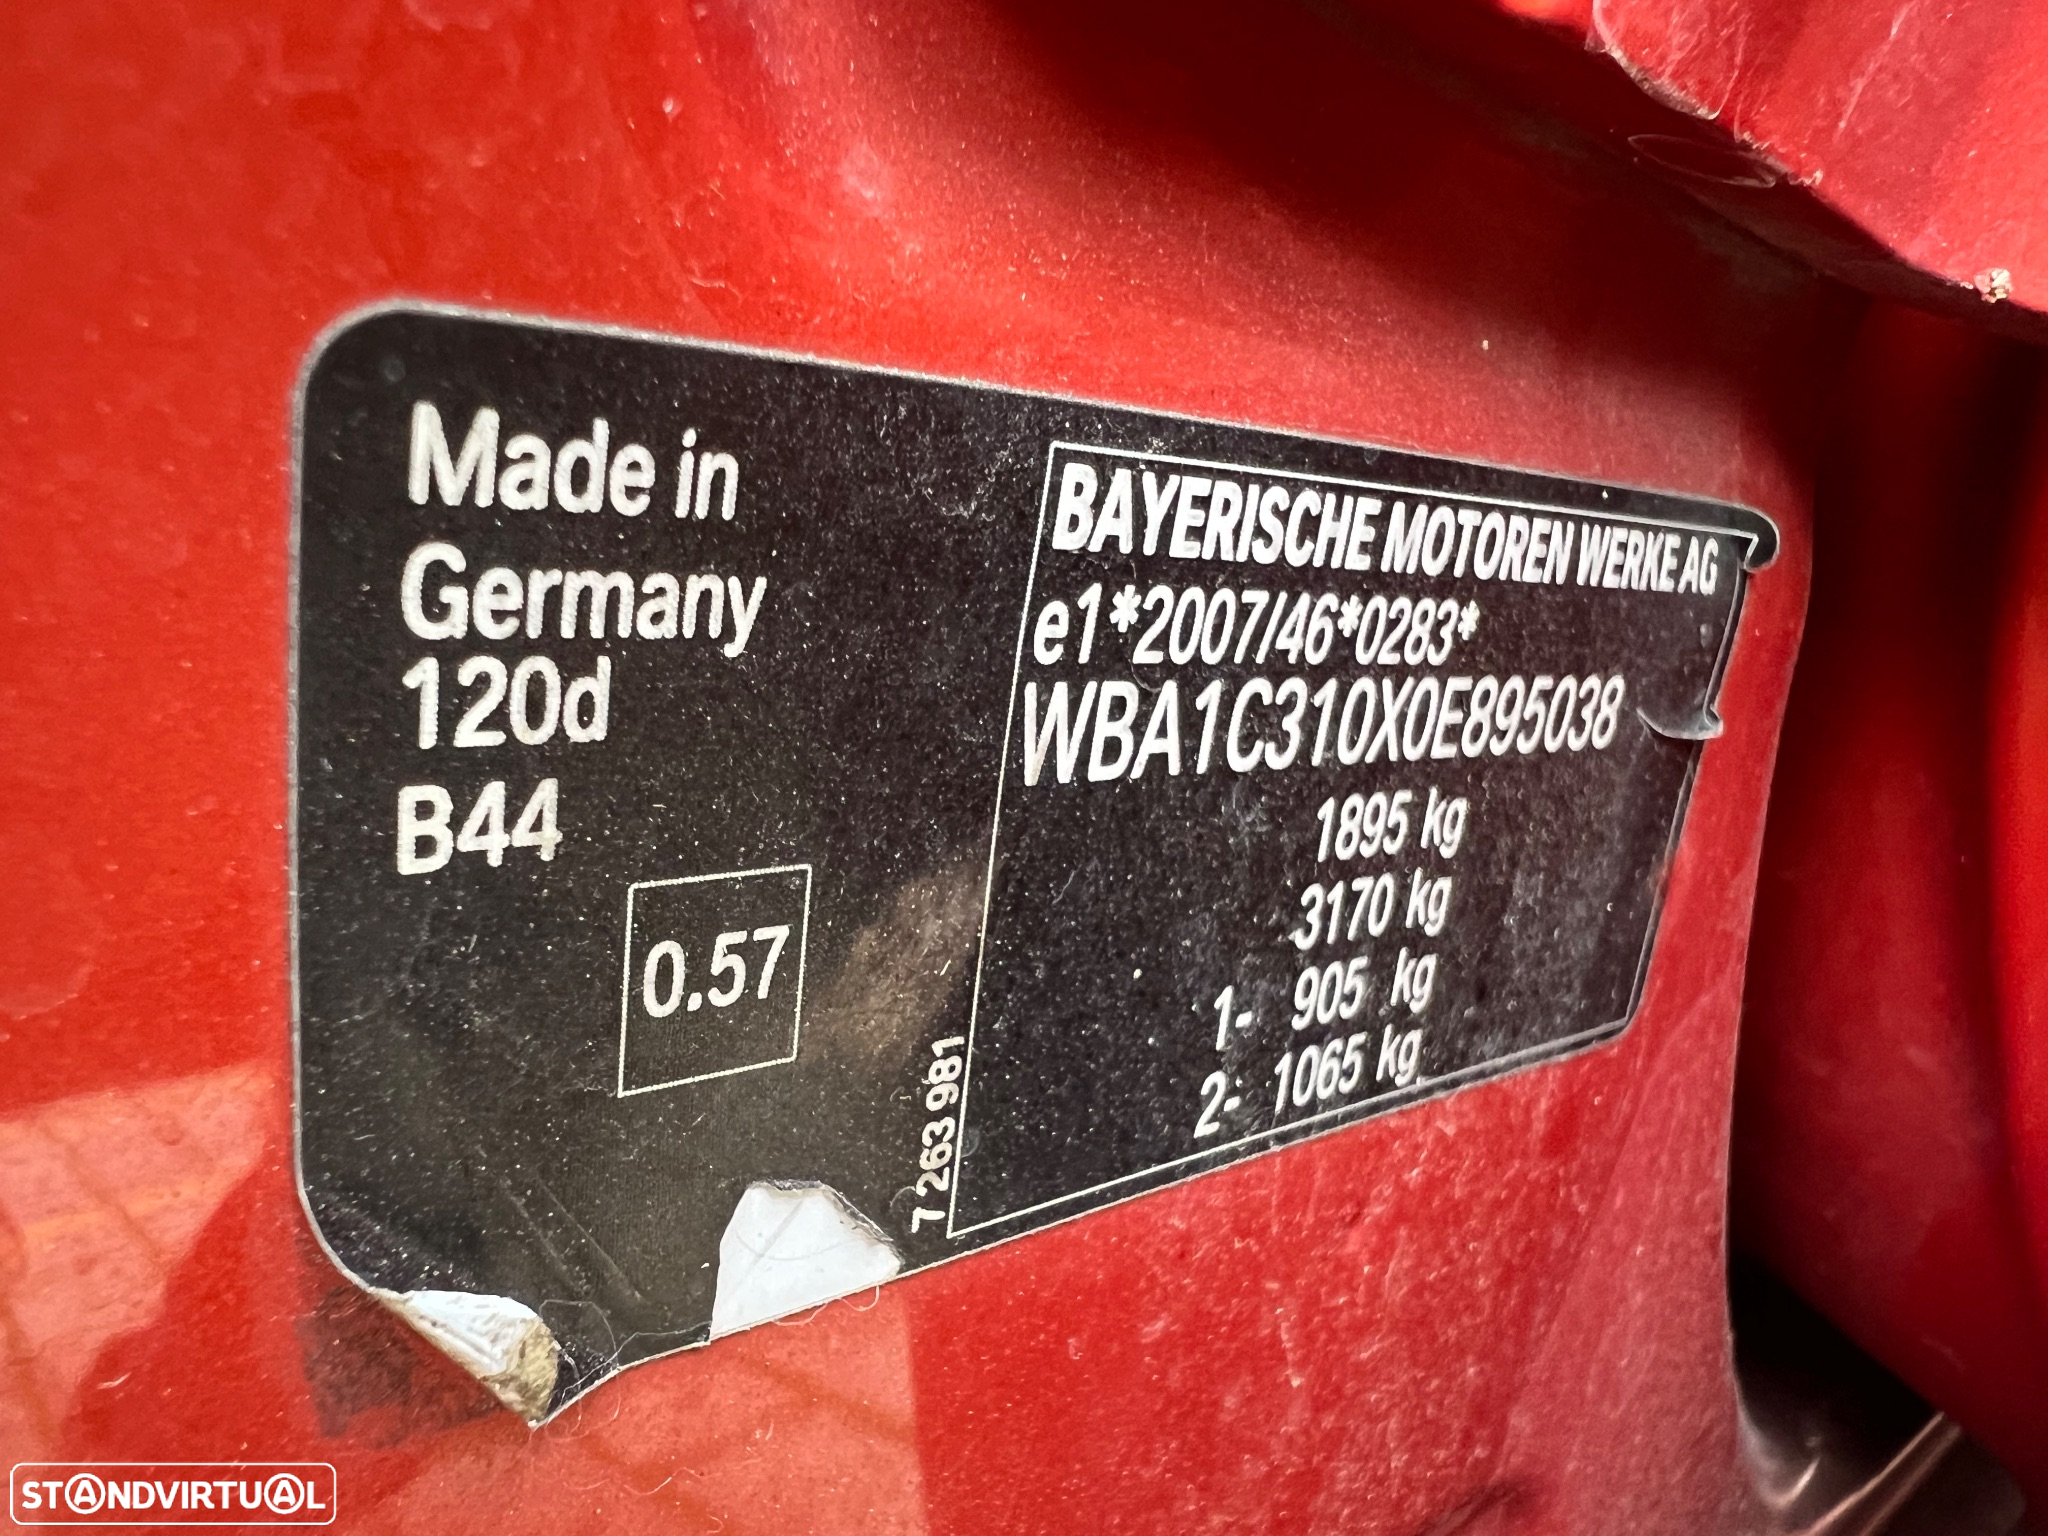 Made in
Germany
120d
B44
0.57
7 263 981
BAYERISCHE MOTOREN WERKE AG
e1*2007/46*0283*
WBA1C310X0E895038
1895 kg
3170 kg
1- 905 kg
2- 1065 kg
STANDVIRTUAL